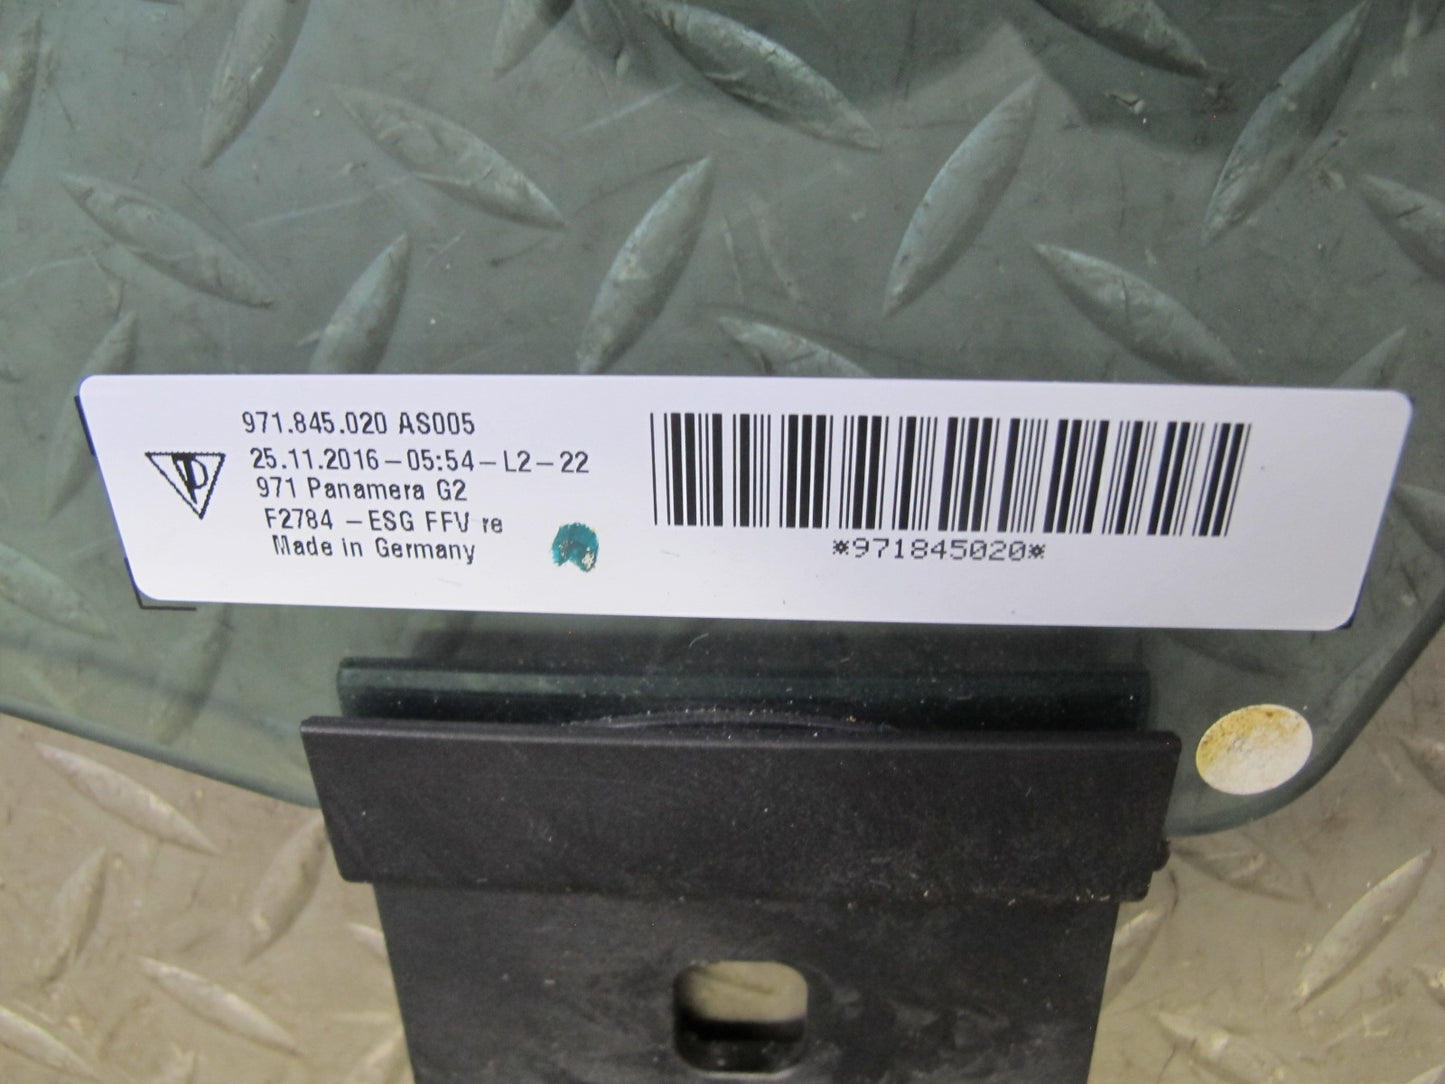 971.845.020 AS005
25.11.2016-05:54-L2-22
971 Panamera G2
F2784 -ESG FFV re
Made in Germany
*971845020*